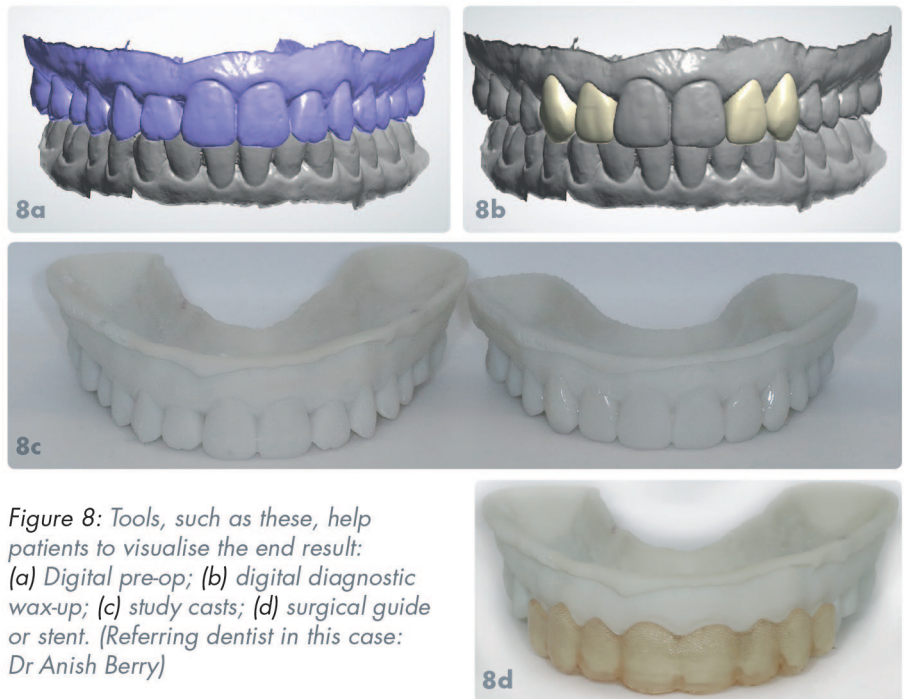 8a
8b
8c
Figure 8: Tools, such as these, help
patients to visualise the end result:
(a) Digital pre-op; (b) digital diagnostic
wax-up; (c) study casts; (d) surgical guide
or stent. (Referring dentist in this case:
Dr Anish Berry)
8d